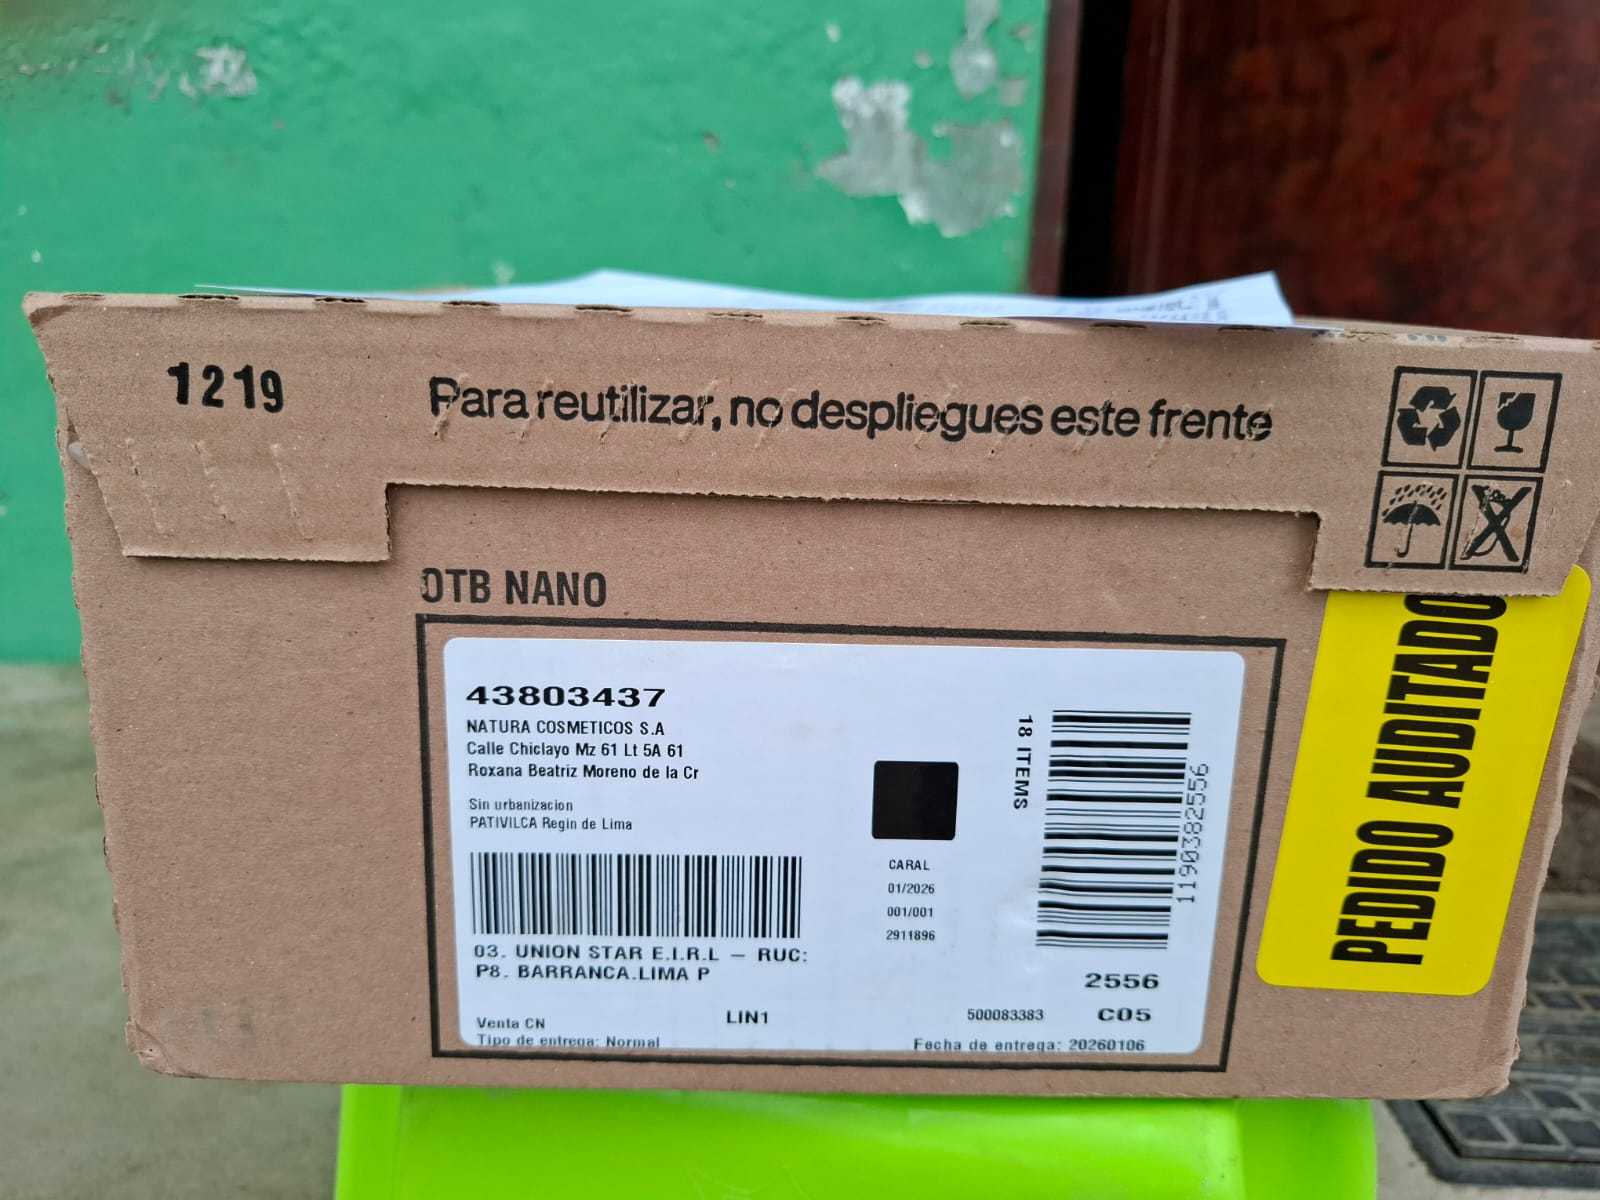 1219
Para reutilizar, no despliegues este frente
OTB NANO
43803437
NATURA COSMETICOS S.A
Calle Chiclayo Mz 61 Lt 5A 61
Roxana Beatriz Moreno de la Cr
Sin urbanizacion
PATIVILCA Regin de Lima
03. UNION STAR E.I.R.L – RUC:
P8. BARRANCA.LIMA P
Venta CN
Tipo de entrega: Normal
LIN1
CARAL
01/2026
001/001
2911896
18 ITEMS
1190382556
2556
500083383
C05
Fecha de entrega: 20260106
PEDIDO AUDITADO